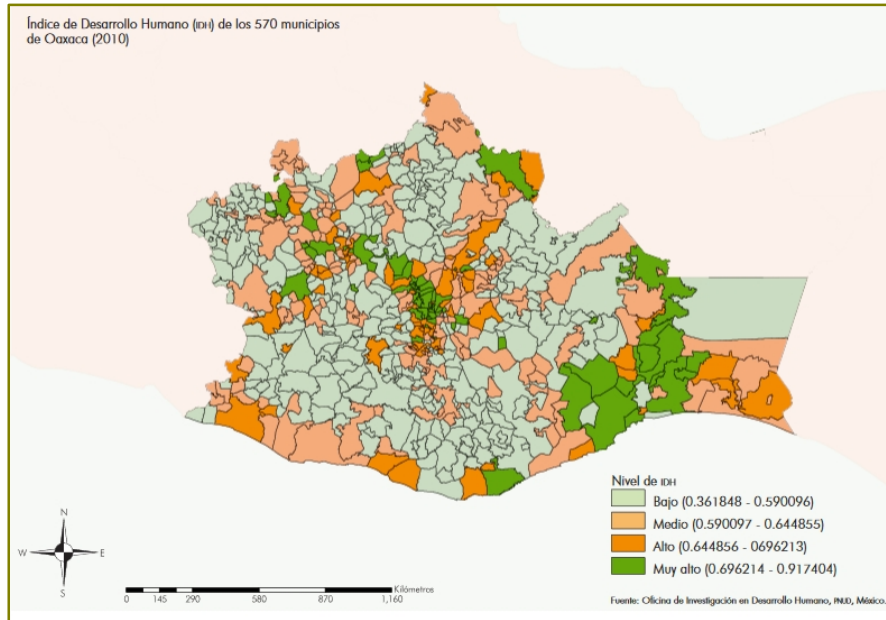 Índice de Desarrollo Humano (IDH) de los 570 municipios
de Oaxaca (2010)
Nivel de IDH
Bajo (0.361848 - 0.590096)
Medio (0.590097 - 0.644855)
Alto (0.644856 - 0696213)
Muy alto (0.696214 - 0.917404)
N
W
E
S
Kilómetros
0 145 290 580 870 1,160
Fuente: Oficina de Investigación en Desarrollo Humano, PNUD, México.